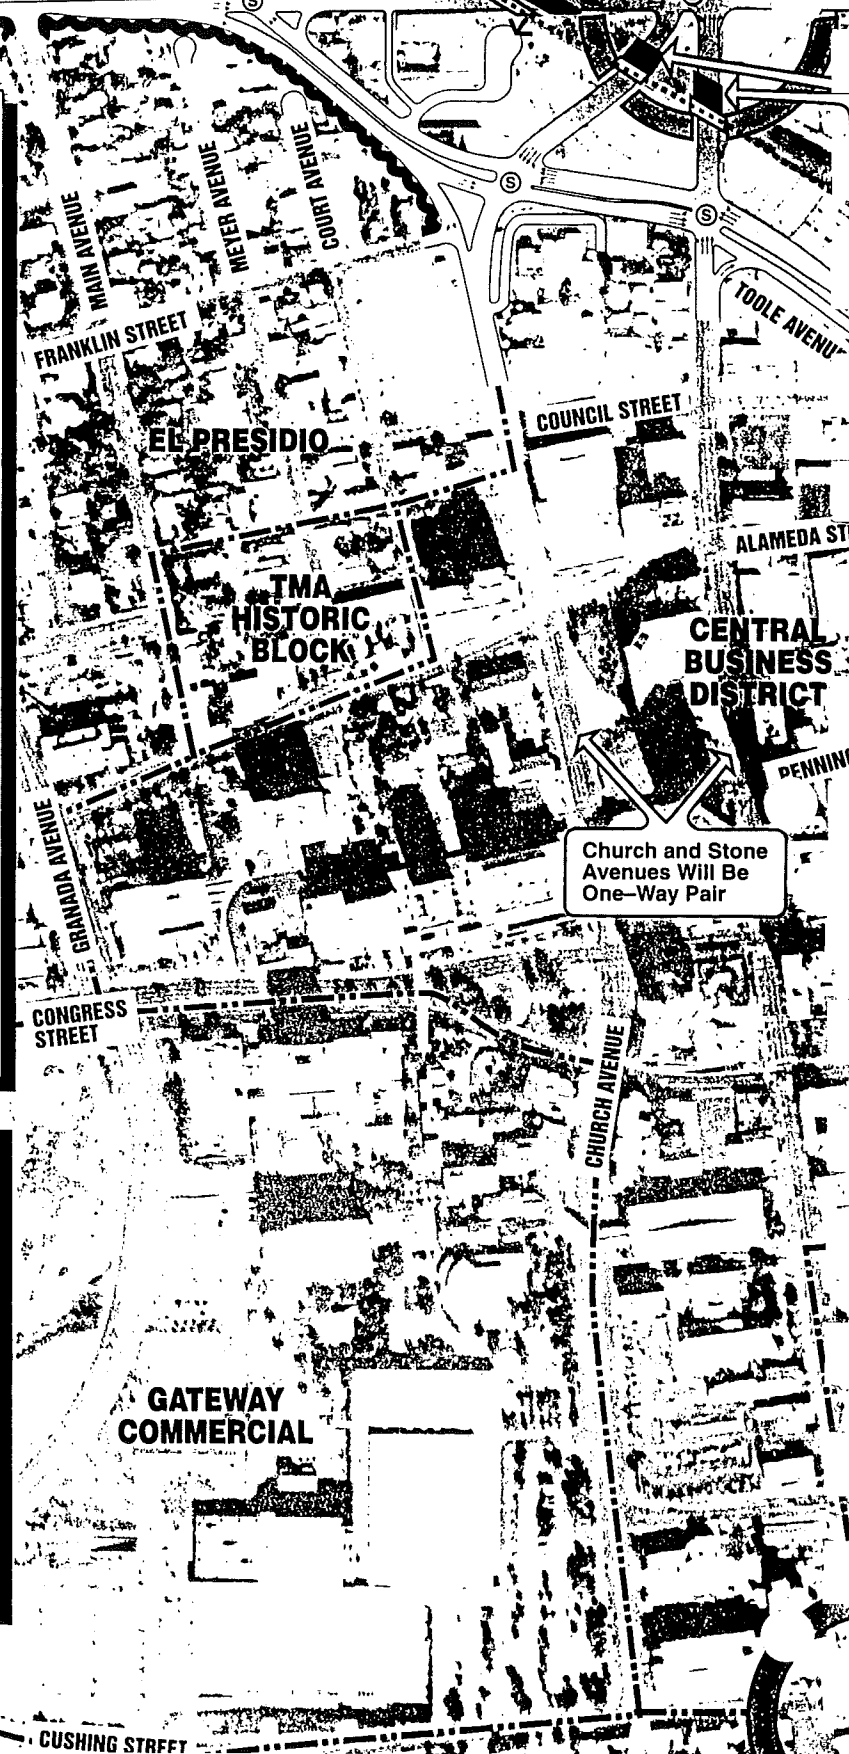 S
MAIN AVENUE
MEYER AVENUE
COURT AVENUE
S
S
TOOLE AVENU
FRANKLIN STREET
COUNCIL STREET
EL PRESIDIO
ALAMEDA ST
TMA
HISTORIC
BLOCK
CENTRAL
BUSINESS
DISTRICT
PENNING
GRANADA AVENUE
Church and Stone
Avenues Will Be
One–Way Pair
CONGRESS
STREET
CHURCH AVENUE
GATEWAY
COMMERCIAL
CUSHING STREET